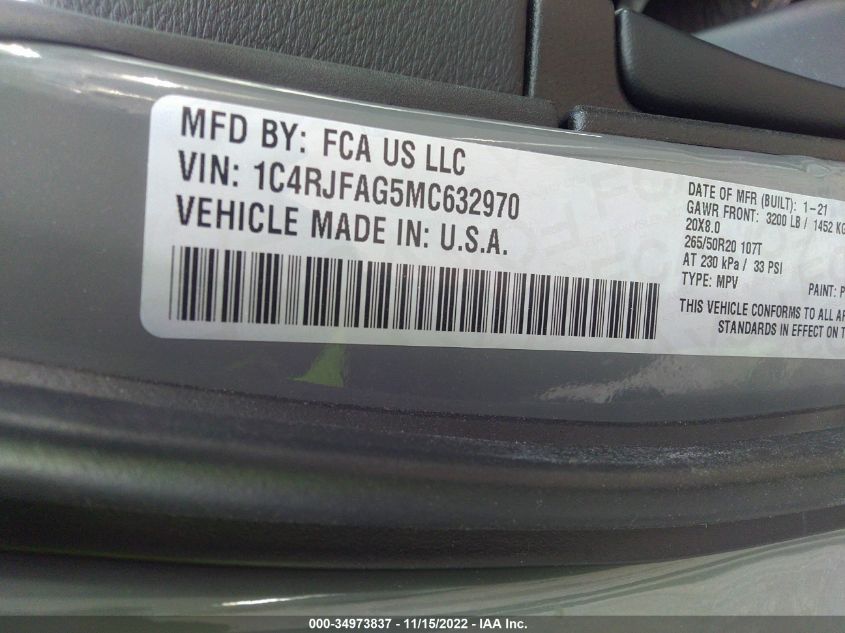 MFD BY: FCA US LLC
VIN: 1C4RJFAG5MC632970
VEHICLE MADE IN: U.S.A.
DATE OF MFR (BUILT): 1-21
GAWR FRONT: 3200 LB / 1452 KG
20X8.0
265/50R20 107T
AT 230 kPa / 33 PSI
TYPE: MPV
PAINT: P
THIS VEHICLE CONFORMS TO ALL AP
STANDARDS IN EFFECT ON T
000-34973837 - 11/15/2022 - IAA Inc.